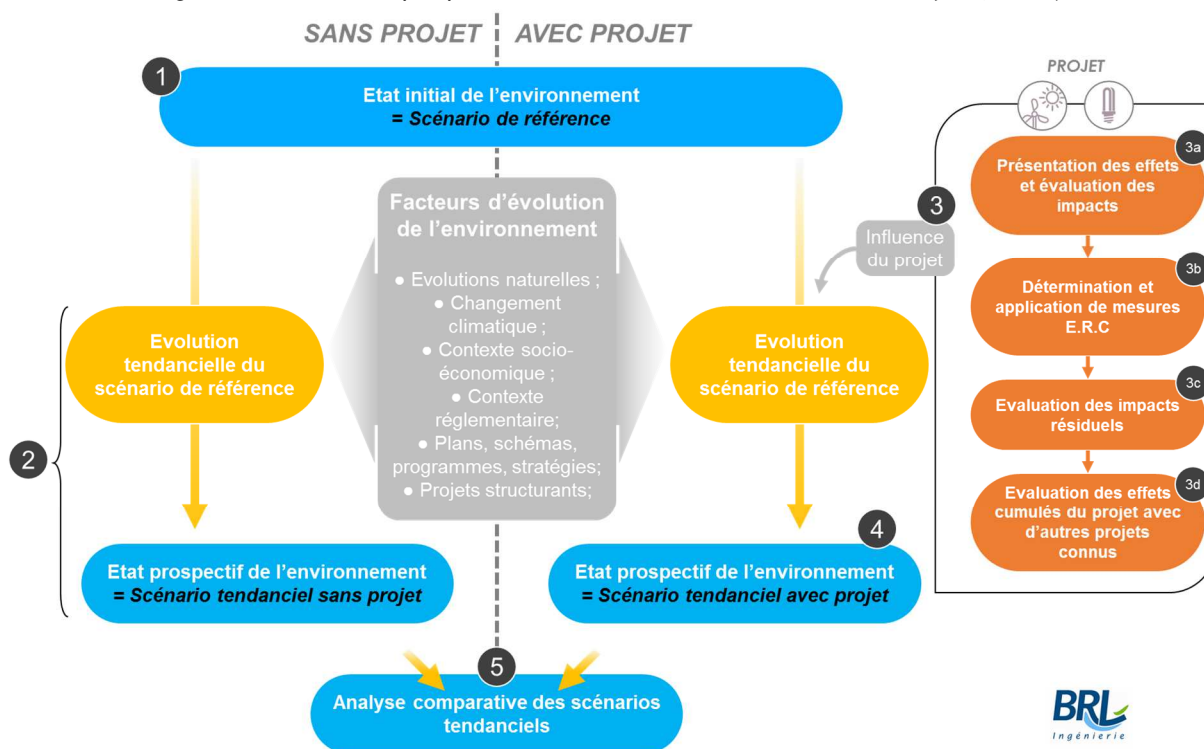 SANS PROJET
AVEC PROJET
1
Etat initial de l'environnement
= Scénario de référence
Facteurs d'évolution
de l'environnement
● Evolutions naturelles ;
● Changement
climatique ;
● Contexte socio-
économique ;
● Contexte
réglementaire;
● Plans, schémas,
programmes, stratégies;
● Projets structurants;
2
Evolution
tendancielle du
scénario de référence
Evolution
tendancielle du
scénario de référence
Etat prospectif de l'environnement
= Scénario tendanciel sans projet
4
Etat prospectif de l'environnement
= Scénario tendanciel avec projet
5
Analyse comparative des scénarios
tendanciels
3
Influence
du projet
PROJET
3a
Présentation des effets
et évaluation des
impacts
3b
Détermination et
application de mesures
E.R.C
3c
Evaluation des impacts
résiduels
3d
Evaluation des effets
cumulés du projet avec
d'autres projets
connus
BRL
Ingénierie